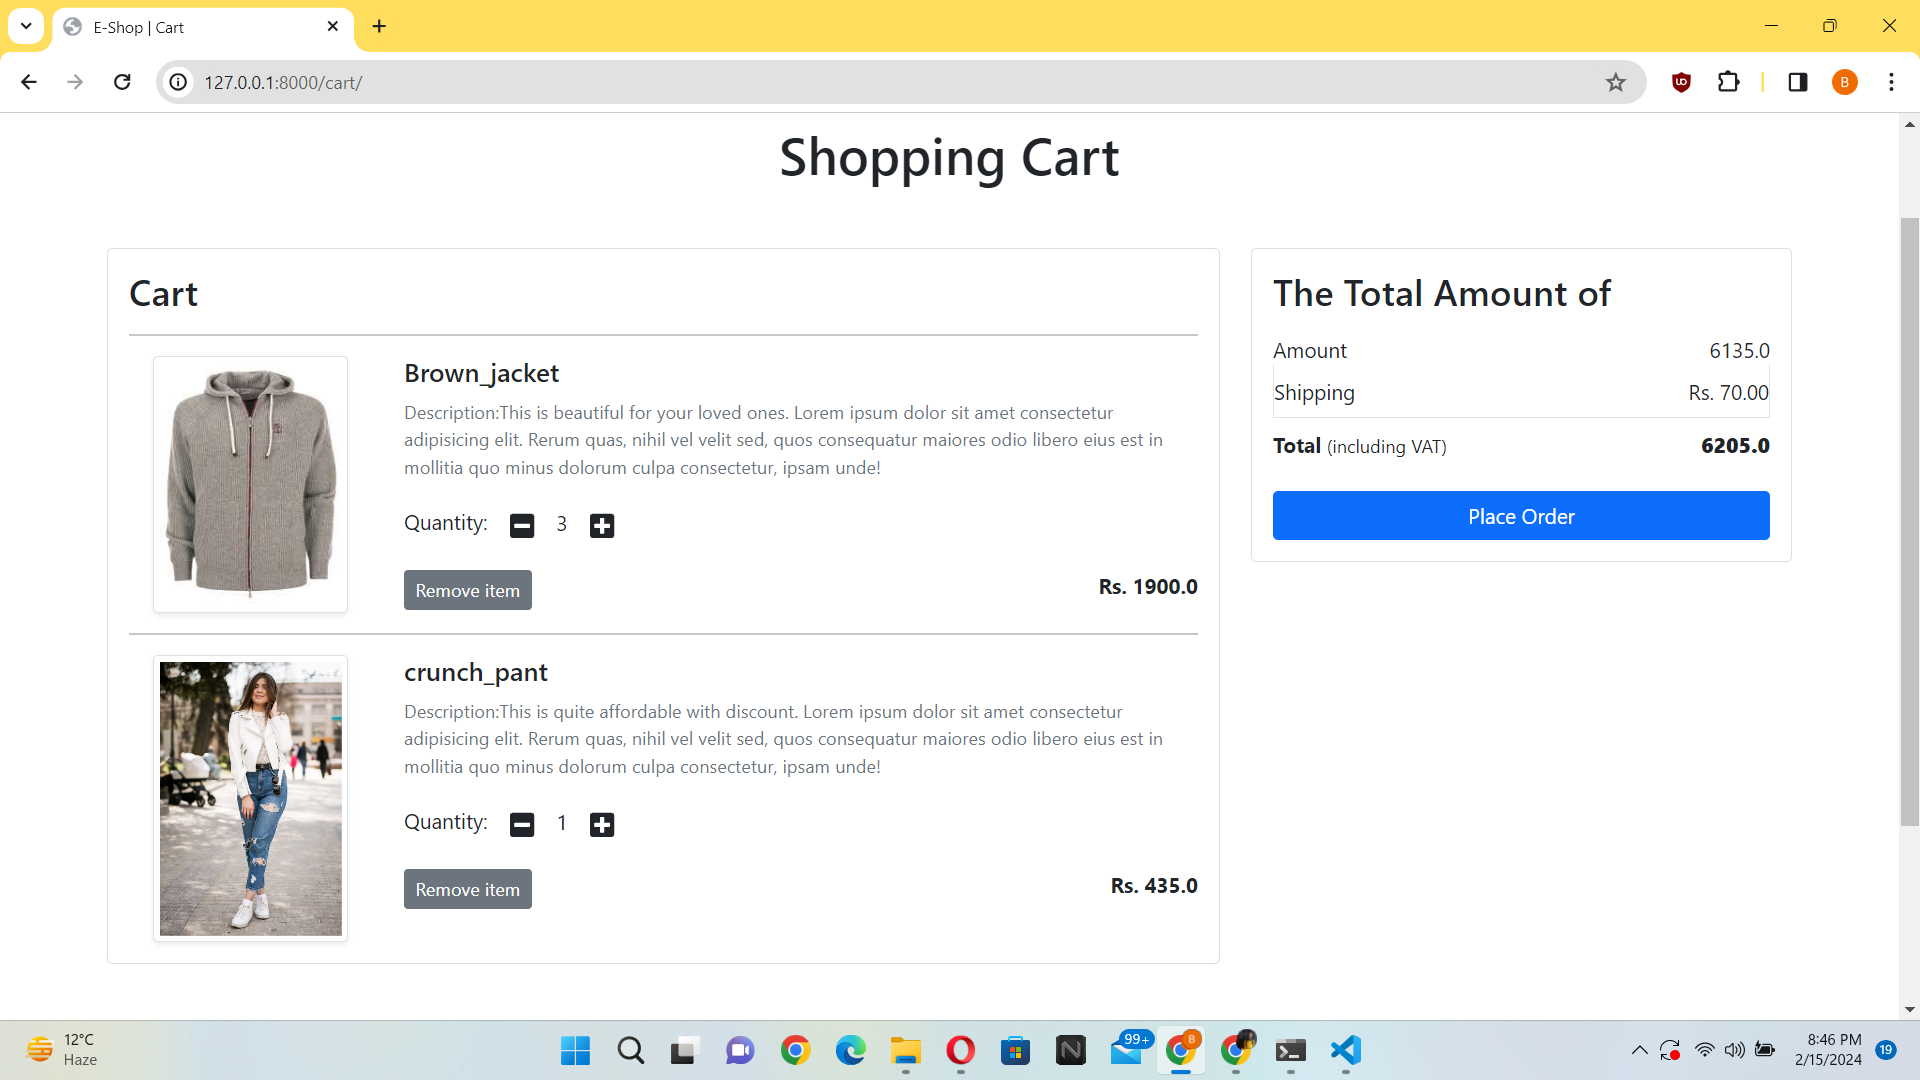 E-Shop | Cart
127.0.0.1:8000/cart/
B
Shopping Cart
Cart
Brown_jacket
Description:This is beautiful for your loved ones. Lorem ipsum dolor sit amet consectetur
adipisicing elit. Rerum quas, nihil vel velit sed, quos consequatur maiores odio libero eius est in
mollitia quo minus dolorum culpa consectetur, ipsam unde!
Quantity: 3
Remove item
Rs. 1900.0
crunch_pant
Description:This is quite affordable with discount. Lorem ipsum dolor sit amet consectetur
adipisicing elit. Rerum quas, nihil vel velit sed, quos consequatur maiores odio libero eius est in
mollitia quo minus dolorum culpa consectetur, ipsam unde!
Quantity: 1
Remove item
Rs. 435.0
The Total Amount of
Amount 6135.0
Shipping Rs. 70.00
Total (including VAT) 6205.0
Place Order
12°C
Haze
N
99+
B
8:46 PM
2/15/2024
19